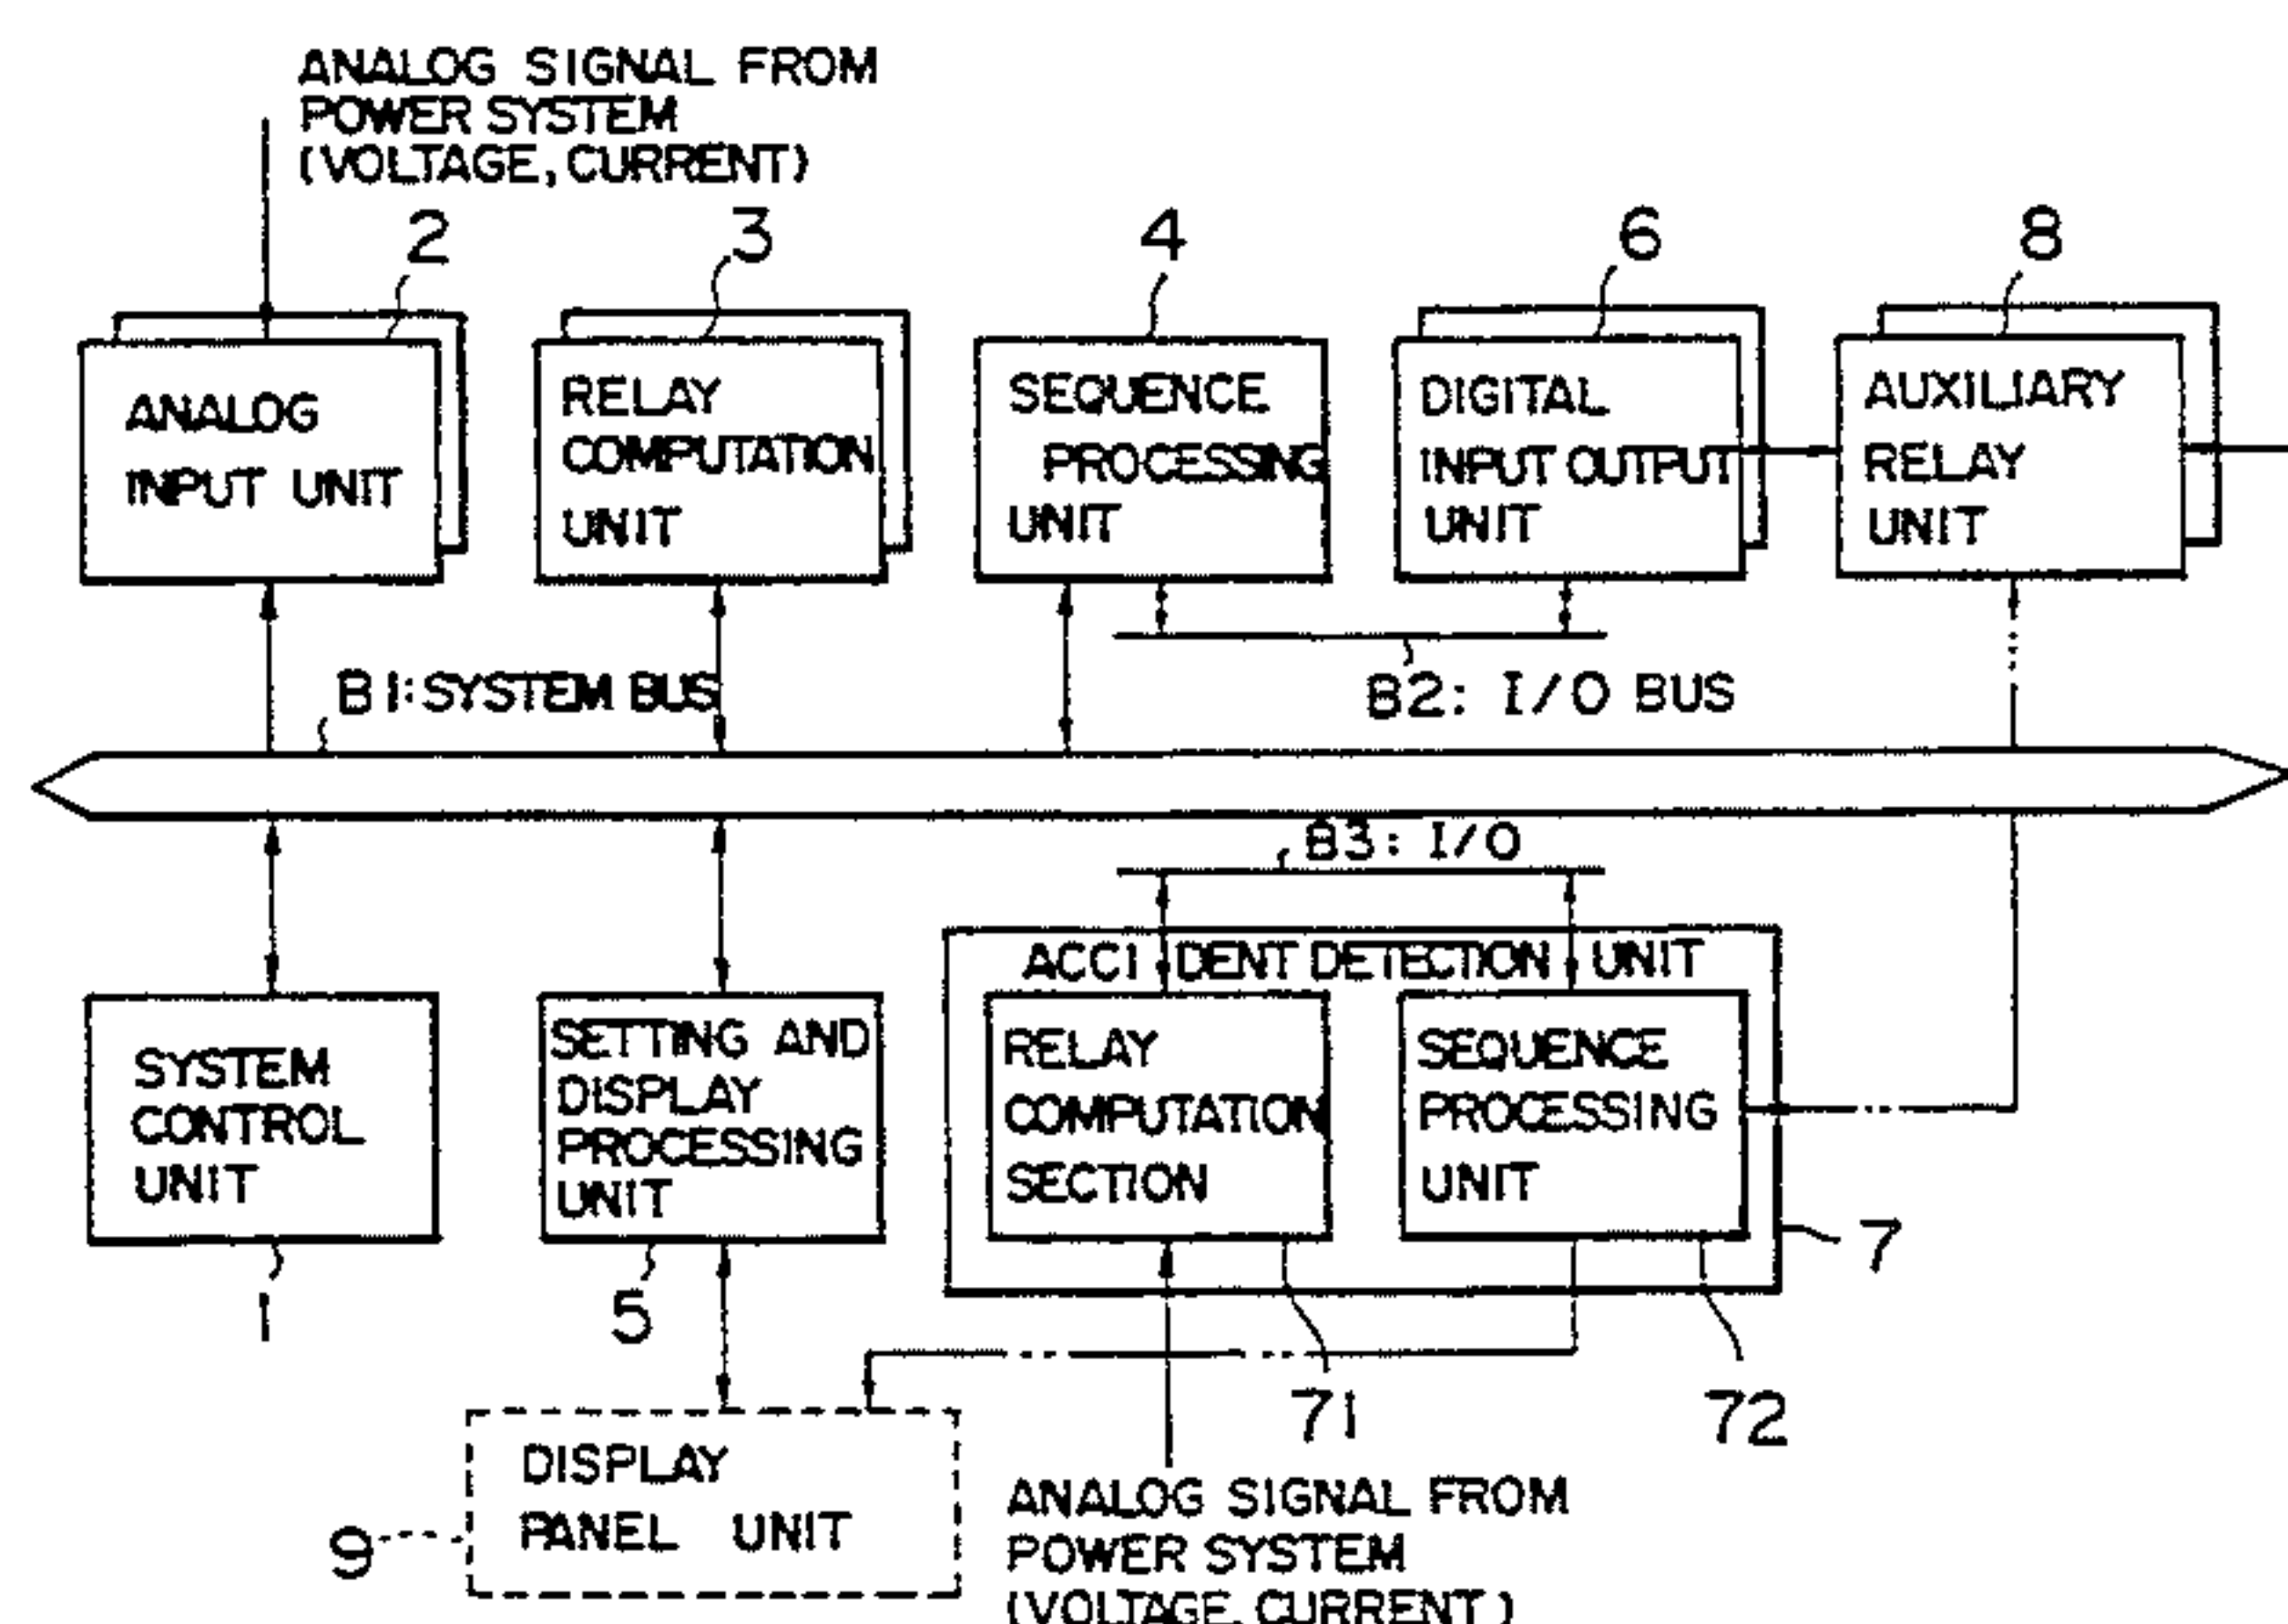 ANALOG SIGNAL FROM
POWER SYSTEM
(VOLTAGE, CURRENT)
2
3
4
6
8
ANALOG
INPUT UNIT
RELAY
COMPUTATION
UNIT
SEQUENCE
PROCESSING
UNIT
DIGITAL
INPUT OUTPUT
UNIT
AUXILIARY
RELAY
UNIT
B1: SYSTEM BUS
B2: I/O BUS
B3: I/O
ACCIDENT DETECTION UNIT
SYSTEM
CONTROL
UNIT
SETTING AND
DISPLAY
PROCESSING
UNIT
RELAY
COMPUTATION
SECTION
SEQUENCE
PROCESSING
UNIT
7
1
5
71
72
DISPLAY
PANEL UNIT
9
ANALOG SIGNAL FROM
POWER SYSTEM
(VOLTAGE, CURRENT)